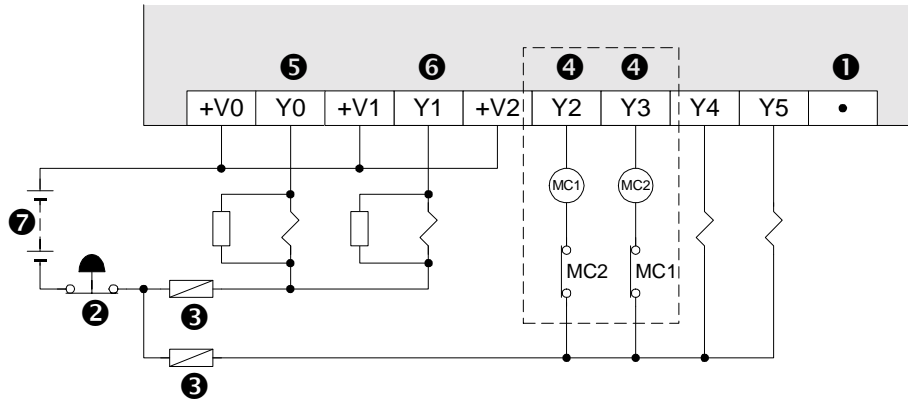 ❺ ❻ ❹ ❹ ❶
+V0 Y0 +V1 Y1 +V2 Y2 Y3 Y4 Y5 •
MC1 MC2
❼
MC2 MC1
❷ ❸
❸